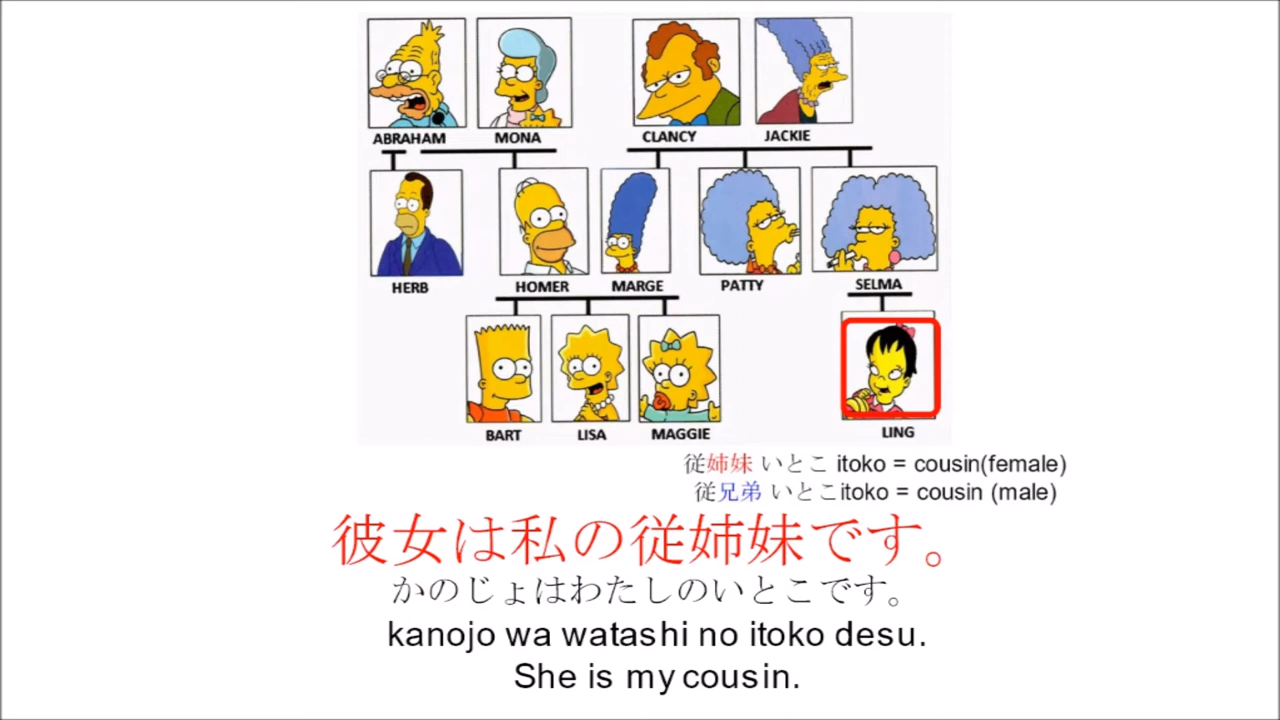 ABRAHAM MONA CLANCY JACKIE
HERB HOMER MARGE PATTY SELMA
BART LISA MAGGIE LING
従姉妹 いとこ itoko = cousin(female)
従兄弟 いとこitoko = cousin (male)
彼女は私の従姉妹です。
かのじょはわたしのいとこです。
kanojo wa watashi no itoko desu.
She is my cousin.